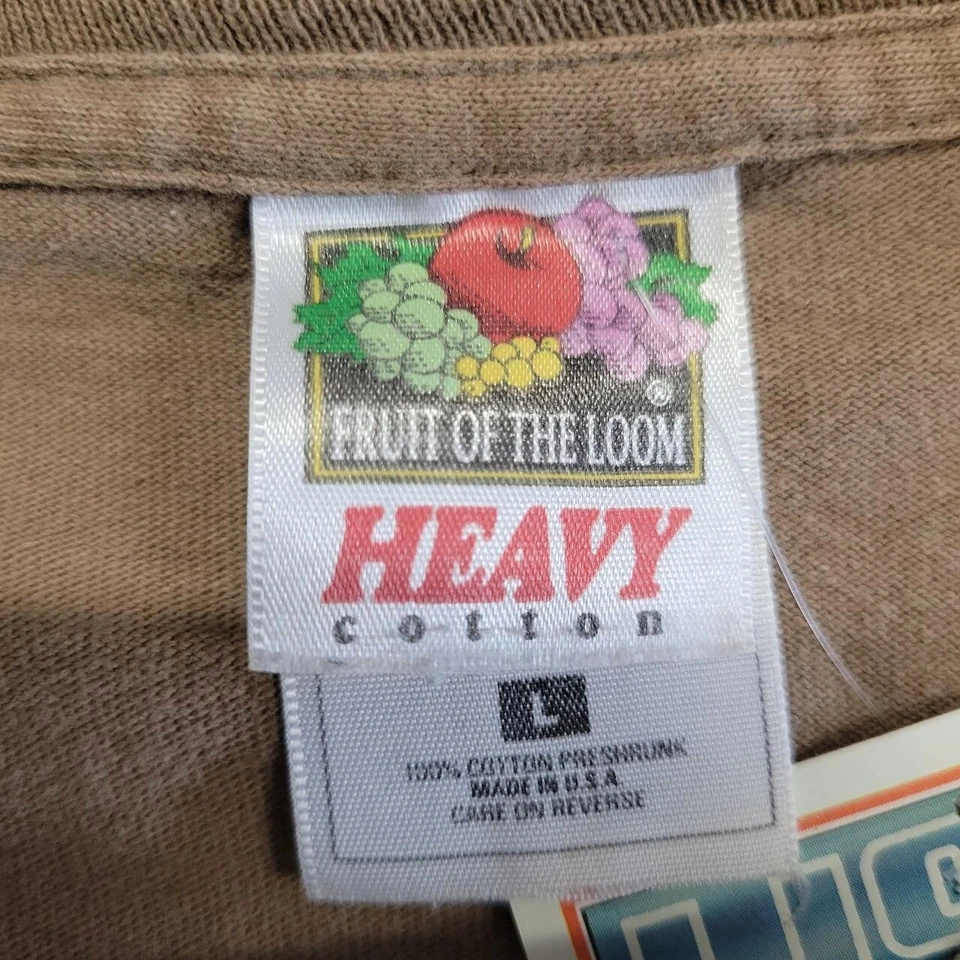 ®
FRUIT OF THE LOOM
HEAVY
cotton
L
100% COTTON PRESHRUNK
MADE IN U.S.A.
CARE ON REVERSE